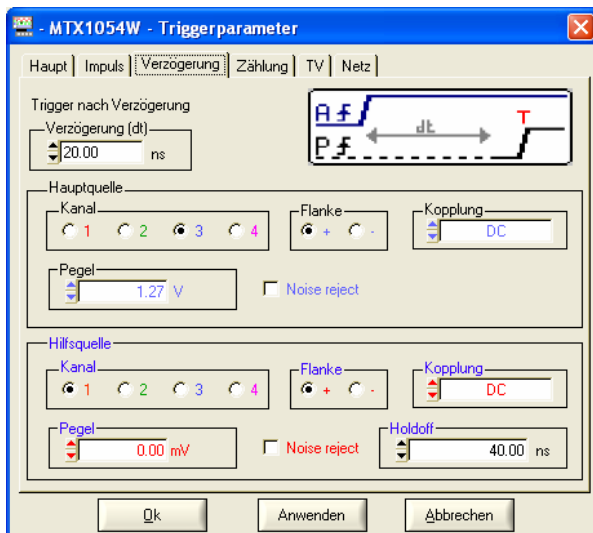 - MTX1054W - Triggerparameter
Haupt Impuls Verzögerung Zählung TV Netz
Trigger nach Verzögerung
Verzögerung (dt)
20.00 ns
A
dt
T
P
Hauptquelle
Kanal Flanke Kopplung
1 2 3 4 + - DC
Pegel
1.27 V Noise reject
Hilfsquelle
Kanal Flanke Kopplung
1 2 3 4 + - DC
Pegel Holdoff
0.00 mV Noise reject 40.00 ns
Ok Anwenden Abbrechen